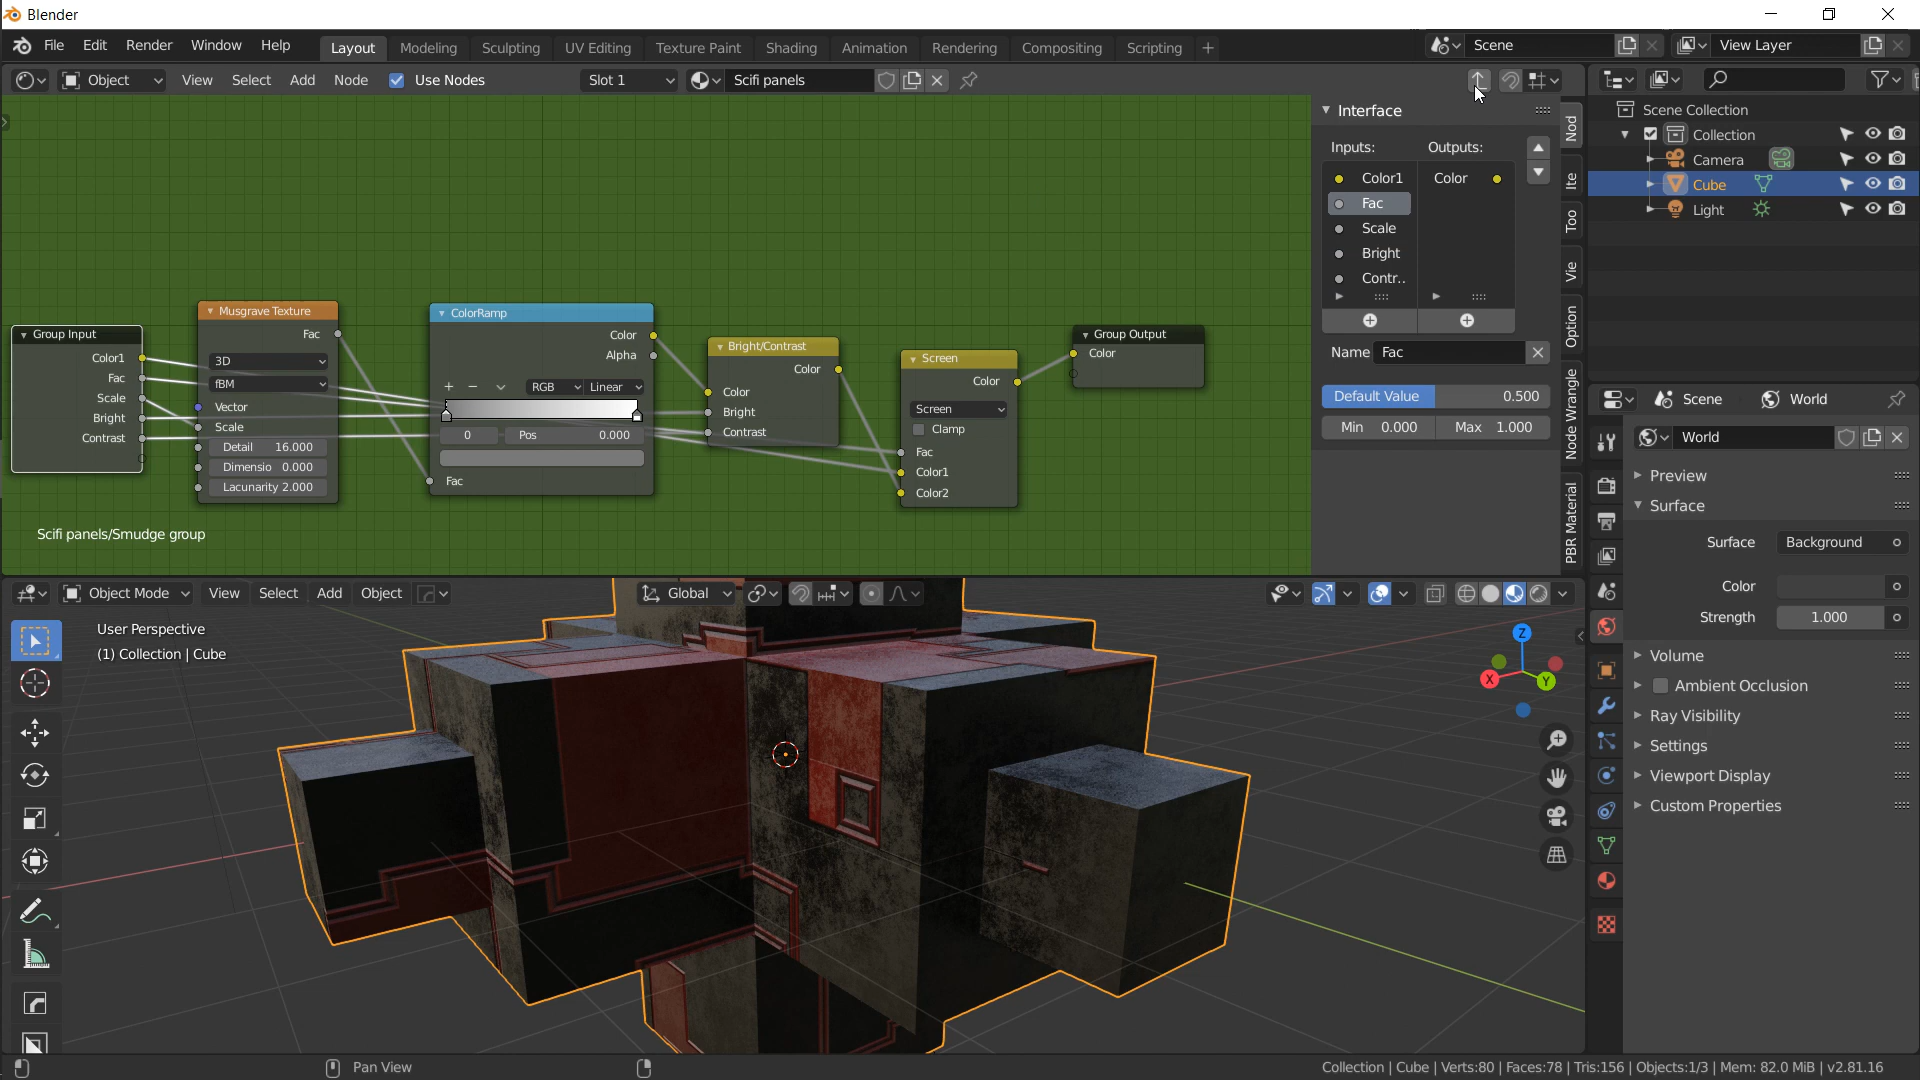 Blender
File Edit Render Window Help
Layout Modeling Sculpting UV Editing Texture Paint Shading Animation Rendering Compositing Scripting +
Scene
View Layer
Object View Select Add Node Use Nodes Slot 1 Scifi panels
Interface
Inputs: Outputs:
Color1 Color
Fac
Scale
Bright
Contr..
Name Fac
Default Value 0.500
Min 0.000 Max 1.000
Nod
Ite
Too
Vie
Option
Node Wrangle
PBR Material
Group Input
Color1
Fac
Scale
Bright
Contrast
Musgrave Texture
Fac
3D
fBM
Vector
Scale
Detail 16.000
Dimensio 0.000
Lacunarity 2.000
ColorRamp
Color
Alpha
RGB Linear
0 Pos 0.000
Fac
Bright/Contrast
Color
Color
Bright
Contrast
Screen
Color
Screen
Clamp
Fac
Color1
Color2
Group Output
Color
Scifi panels/Smudge group
Scene Collection
Collection
Camera
Cube
Light
Scene World
World
Preview
Surface
Surface Background
Color
Strength 1.000
Volume
Ambient Occlusion
Ray Visibility
Settings
Viewport Display
Custom Properties
Object Mode View Select Add Object Global
User Perspective
(1) Collection | Cube
Z
X
Y
Pan View
Collection | Cube | Verts:80 | Faces:78 | Tris:156 | Objects:1/3 | Mem: 82.0 MiB | v2.81.16